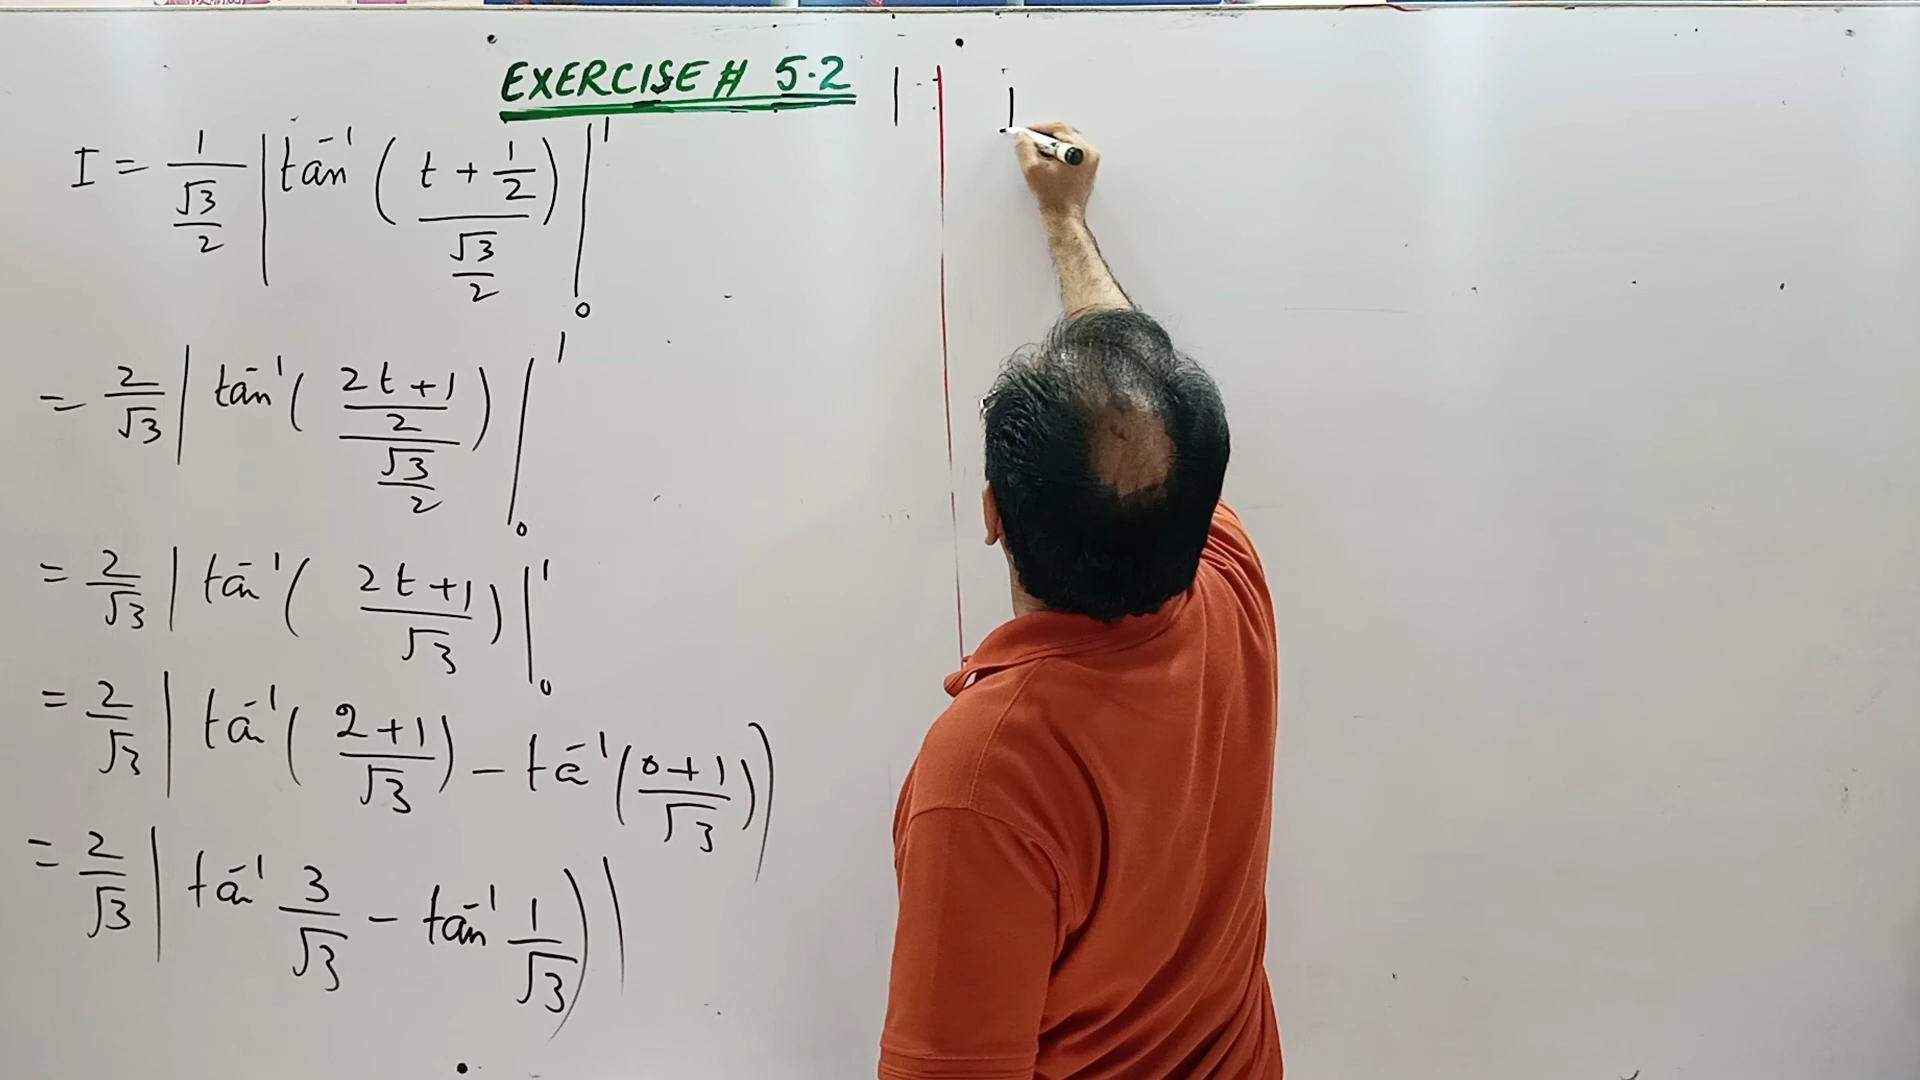 EXERCISE # 5.2
I = 1/(√3/2) | tan⁻¹ ( (t + 1/2)/(√3/2) ) |₀¹
= 2/√3 | tan⁻¹ ( ((2t+1)/2)/(√3/2) ) |₀¹
= 2/√3 | tan⁻¹ ( (2t+1)/√3 ) |₀¹
= 2/√3 | tan⁻¹ ( (2+1)/√3 ) − tan⁻¹ ( (0+1)/√3 ) )
= 2/√3 | tan⁻¹ 3/√3 − tan⁻¹ 1/√3 ) |